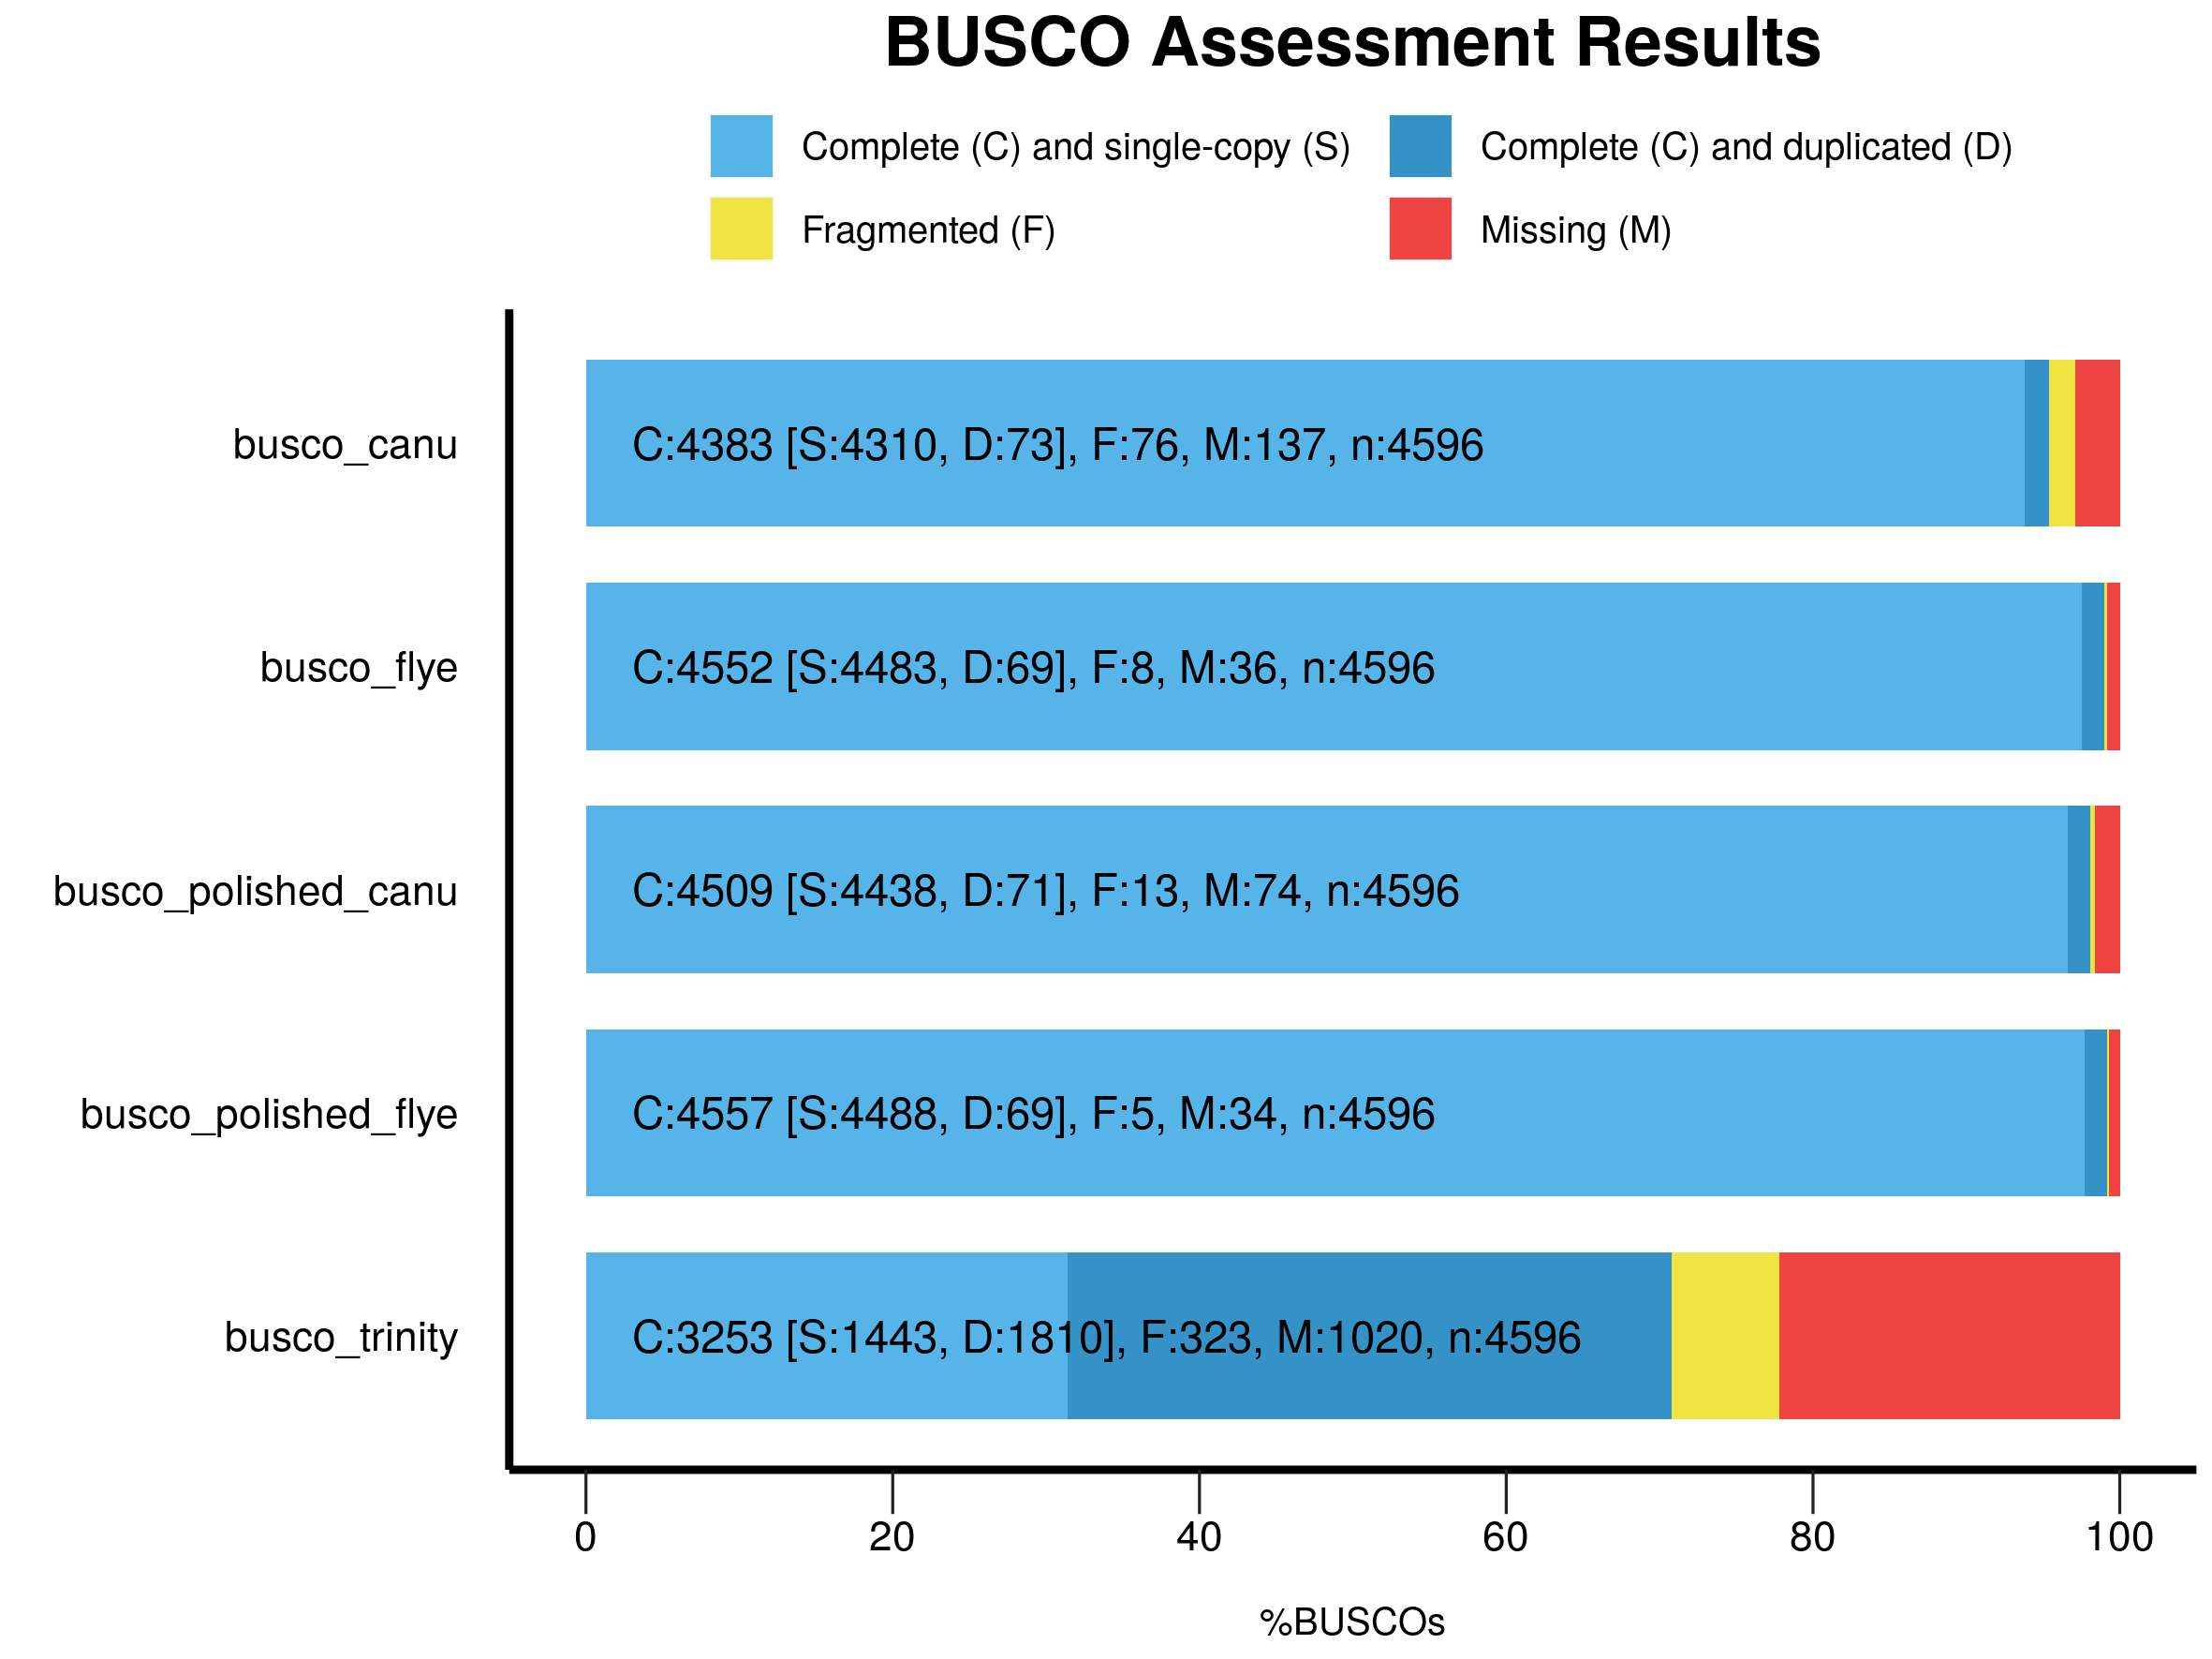 BUSCO Assessment Results
Complete (C) and single-copy (S)
Complete (C) and duplicated (D)
Fragmented (F)
Missing (M)
busco_canu
C:4383 [S:4310, D:73], F:76, M:137, n:4596
busco_flye
C:4552 [S:4483, D:69], F:8, M:36, n:4596
busco_polished_canu
C:4509 [S:4438, D:71], F:13, M:74, n:4596
busco_polished_flye
C:4557 [S:4488, D:69], F:5, M:34, n:4596
busco_trinity
C:3253 [S:1443, D:1810], F:323, M:1020, n:4596
0 20 40 60 80 100
%BUSCOs